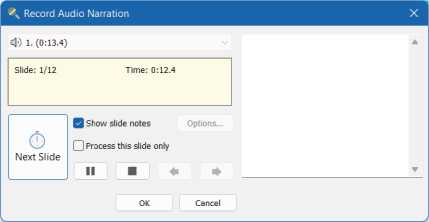 Record Audio Narration
1. (0:13.4)
Slide: 1/12 Time: 0:12.4
Show slide notes Options...
Process this slide only
Next Slide
OK Cancel